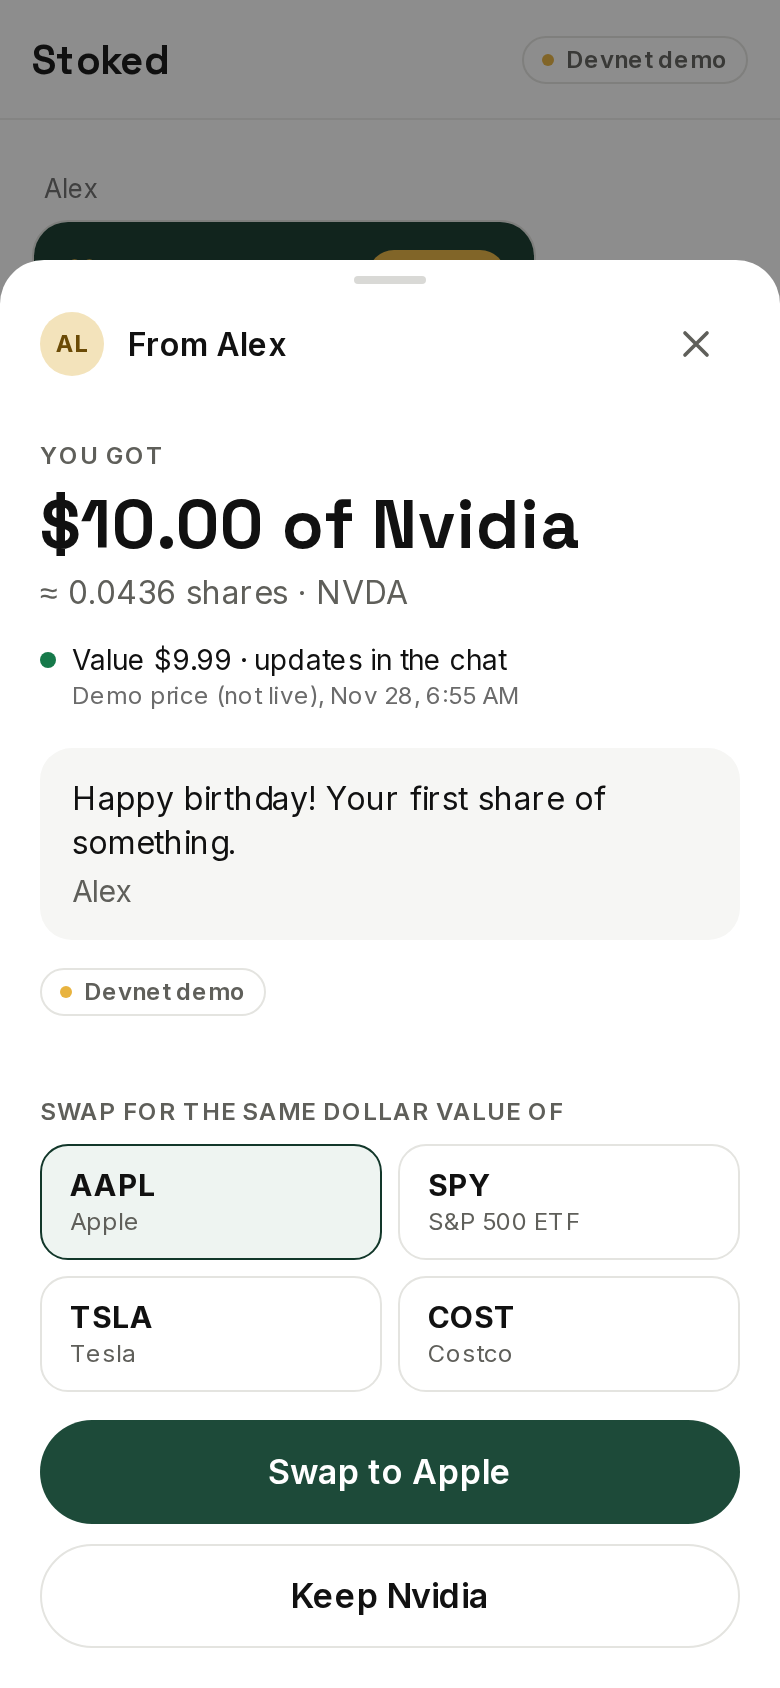 Stoked
Devnet demo
Alex
AL
From Alex
YOU GOT
$10.00 of Nvidia
≈ 0.0436 shares · NVDA
Value $9.99 · updates in the chat
Demo price (not live), Nov 28, 6:55 AM
Happy birthday! Your first share of
something.
Alex
Devnet demo
SWAP FOR THE SAME DOLLAR VALUE OF
AAPL
Apple
SPY
S&P 500 ETF
TSLA
Tesla
COST
Costco
Swap to Apple
Keep Nvidia